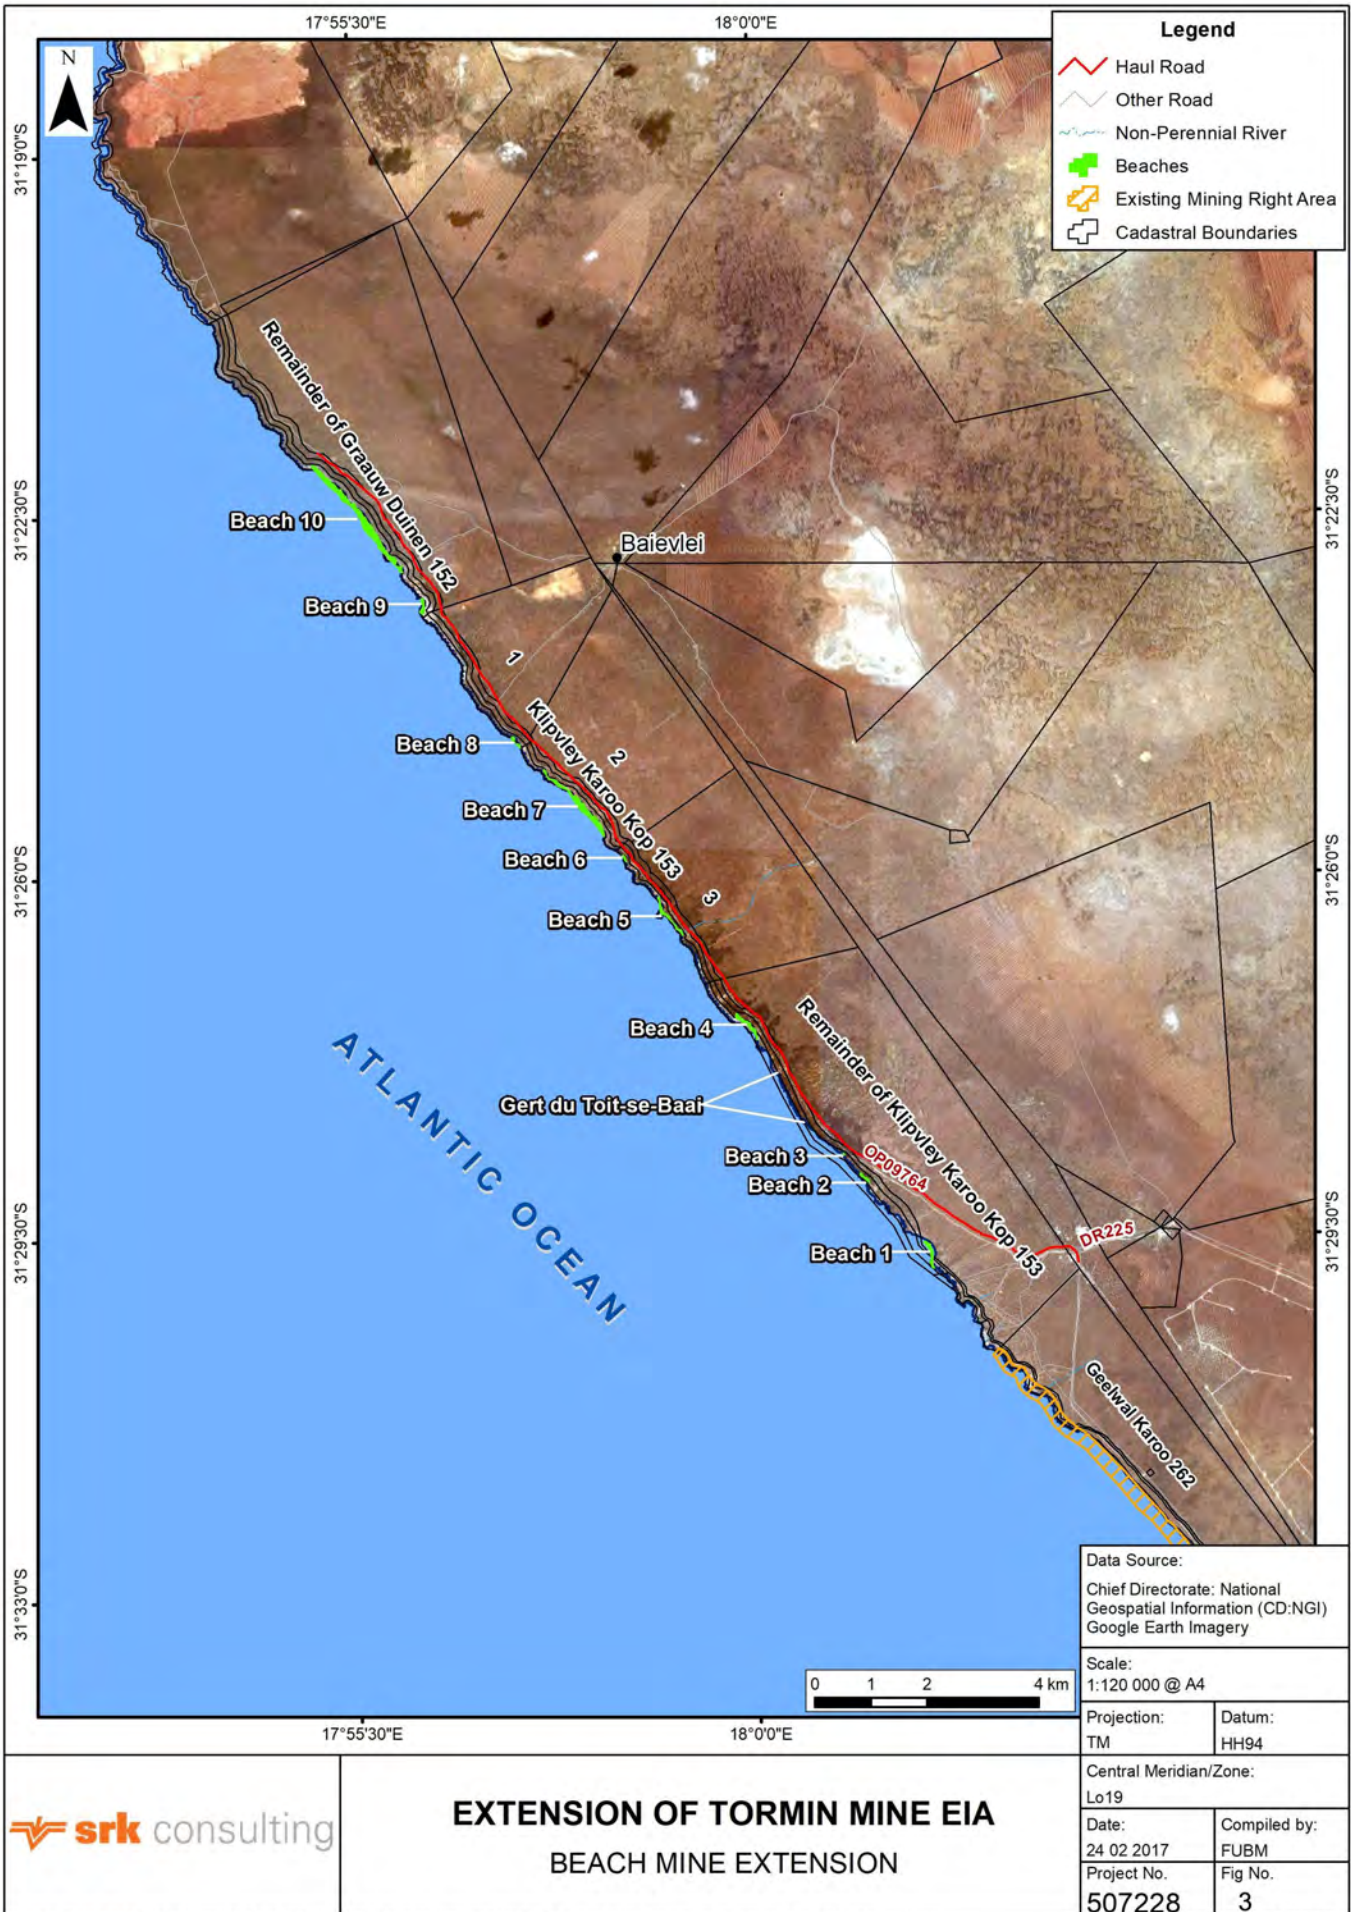 17°55'30"E
18°0'0"E
Legend
Haul Road
Other Road
Non-Perennial River
Beaches
Existing Mining Right Area
Cadastral Boundaries
N
31°19'0"S
31°22'30"S
31°22'30"S
31°26'0"S
31°26'0"S
31°29'30"S
31°29'30"S
31°33'0"S
Remainder of Graauw Duinen 152
Beach 10
Baievlei
Beach 9
1
Klipvley Karoo Kop 153
2
Beach 8
Beach 7
Beach 6
3
Beach 5
Remainder of Klipvley Karoo Kop 153
Beach 4
Gert du Toit-se-Baai
Beach 3
OP09764
Beach 2
DR225
Beach 1
ATLANTIC OCEAN
Geelwal Karoo 262
0 1 2 4 km
17°55'30"E
18°0'0"E
Data Source:
Chief Directorate: National
Geospatial Information (CD:NGI)
Google Earth Imagery
Scale:
1:120 000 @ A4
Projection:
TM
Datum:
HH94
Central Meridian/Zone:
Lo19
Date:
24 02 2017
Compiled by:
FUBM
Project No.
507228
Fig No.
3
srk consulting
EXTENSION OF TORMIN MINE EIA
BEACH MINE EXTENSION